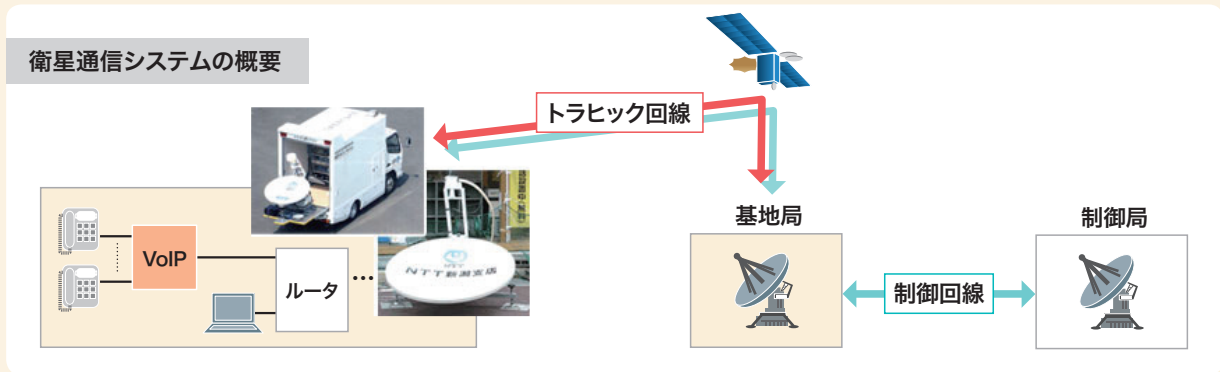 衛星通信システムの概要
トラヒック回線
基地局
制御局
VoIP
ルータ
…
NTT新潟支店
制御回線